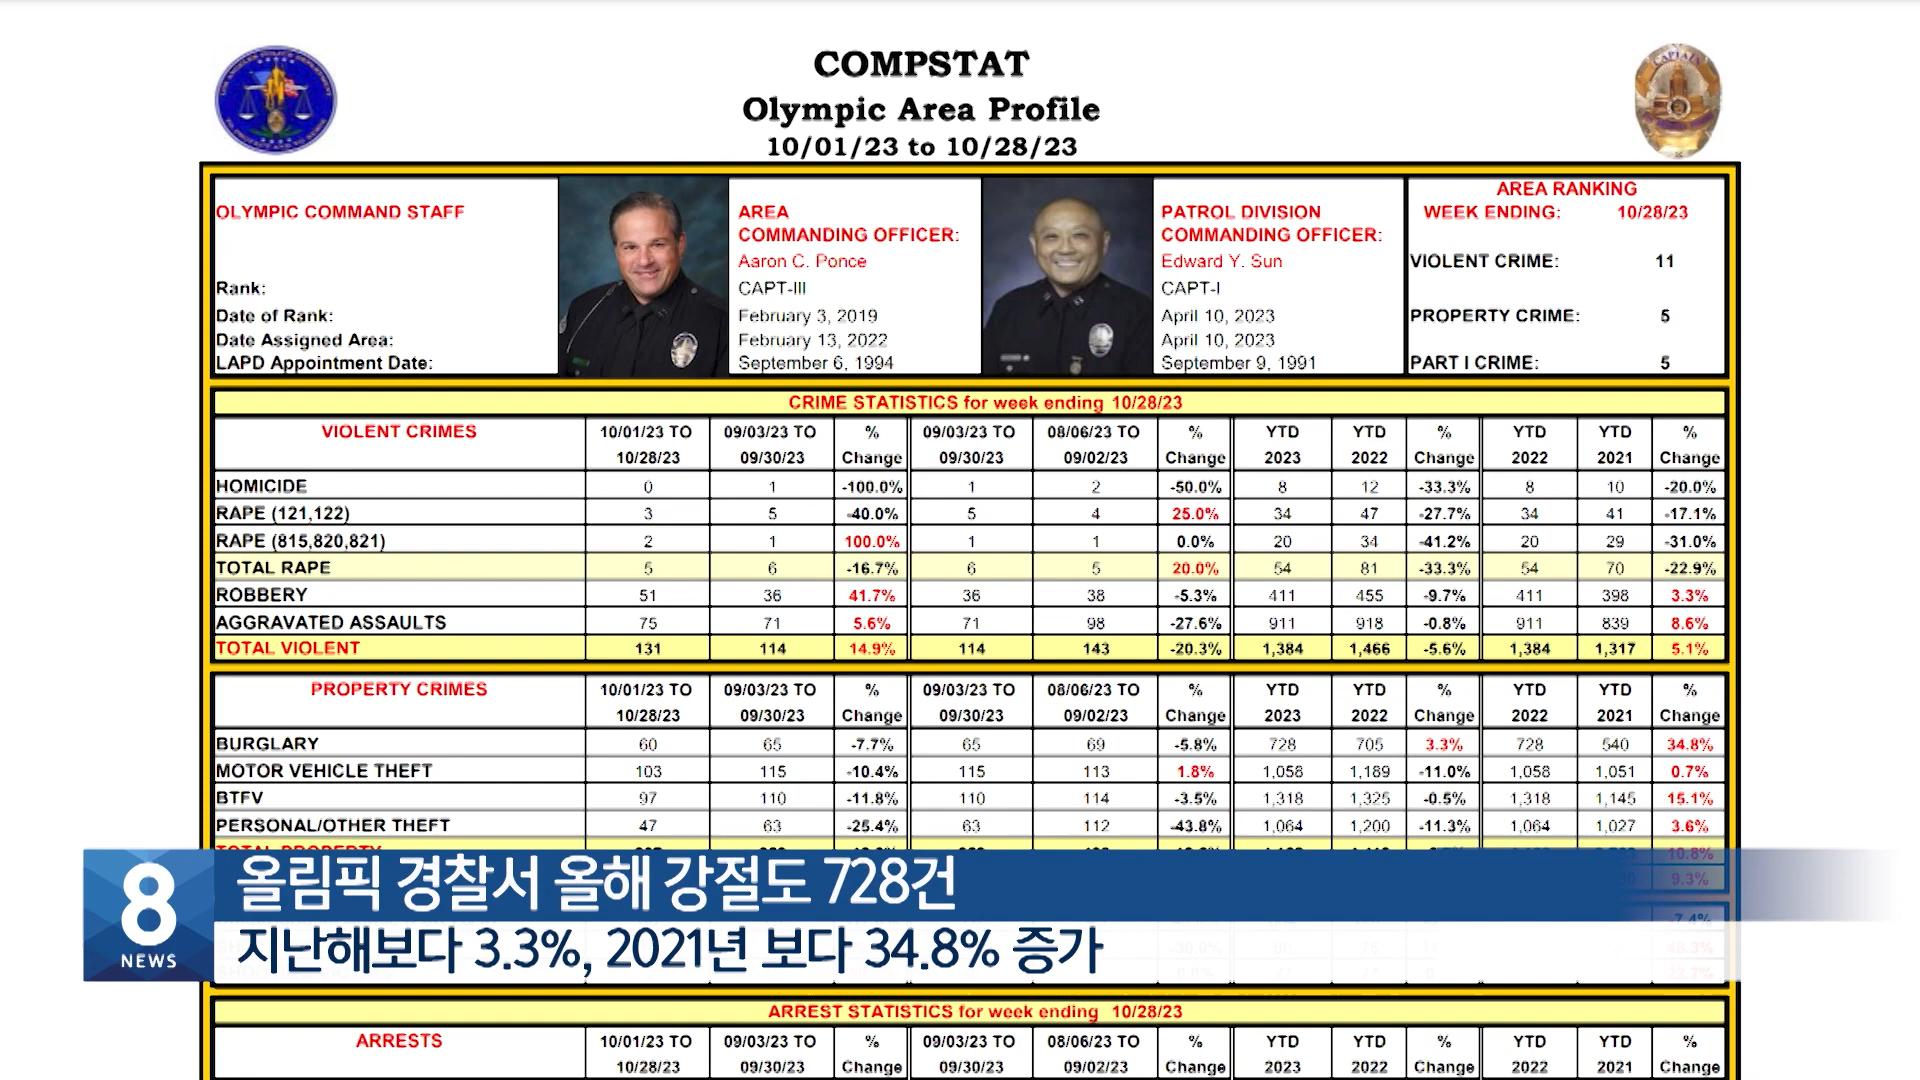 COMPSTAT
Olympic Area Profile
10/01/23 to 10/28/23
CAPTAIN
OLYMPIC COMMAND STAFF
Rank:
Date of Rank:
Date Assigned Area:
LAPD Appointment Date:
AREA
COMMANDING OFFICER:
Aaron C. Ponce
CAPT-III
February 3, 2019
February 13, 2022
September 6, 1994
PATROL DIVISION
COMMANDING OFFICER:
Edward Y. Sun
CAPT-I
April 10, 2023
April 10, 2023
September 9, 1991
AREA RANKING
WEEK ENDING: 10/28/23
VIOLENT CRIME: 11
PROPERTY CRIME: 5
PART I CRIME: 5
CRIME STATISTICS for week ending 10/28/23
VIOLENT CRIMES 10/01/23 TO 09/03/23 TO % 09/03/23 TO 08/06/23 TO % YTD YTD % YTD YTD %
10/28/23 09/30/23 Change 09/30/23 09/02/23 Change 2023 2022 Change 2022 2021 Change
HOMICIDE 0 1 -100.0% 1 2 -50.0% 8 12 -33.3% 8 10 -20.0%
RAPE (121,122) 3 5 -40.0% 5 4 25.0% 34 47 -27.7% 34 41 -17.1%
RAPE (815,820,821) 2 1 100.0% 1 1 0.0% 20 34 -41.2% 20 29 -31.0%
TOTAL RAPE 5 6 -16.7% 6 5 20.0% 54 81 -33.3% 54 70 -22.9%
ROBBERY 51 36 41.7% 36 38 -5.3% 411 455 -9.7% 411 398 3.3%
AGGRAVATED ASSAULTS 75 71 5.6% 71 98 -27.6% 911 918 -0.8% 911 839 8.6%
TOTAL VIOLENT 131 114 14.9% 114 143 -20.3% 1,384 1,466 -5.6% 1,384 1,317 5.1%
PROPERTY CRIMES 10/01/23 TO 09/03/23 TO % 09/03/23 TO 08/06/23 TO % YTD YTD % YTD YTD %
10/28/23 09/30/23 Change 09/30/23 09/02/23 Change 2023 2022 Change 2022 2021 Change
BURGLARY 60 65 -7.7% 65 69 -5.8% 728 705 3.3% 728 540 34.8%
MOTOR VEHICLE THEFT 103 115 -10.4% 115 113 1.8% 1,058 1,189 -11.0% 1,058 1,051 0.7%
BTFV 97 110 -11.8% 110 114 -3.5% 1,318 1,325 -0.5% 1,318 1,145 15.1%
PERSONAL/OTHER THEFT 47 63 -25.4% 63 112 -43.8% 1,064 1,200 -11.3% 1,064 1,027 3.6%
TOTAL PROPERTY 10.8%
9.3%
8 NEWS
올림픽 경찰서 올해 강절도 728건
지난해보다 3.3%, 2021년 보다 34.8% 증가
ARREST STATISTICS for week ending 10/28/23
ARRESTS 10/01/23 TO 09/03/23 TO % 09/03/23 TO 08/06/23 TO % YTD YTD % YTD YTD %
10/28/23 09/30/23 Change 09/30/23 09/02/23 Change 2023 2022 Change 2022 2021 Change